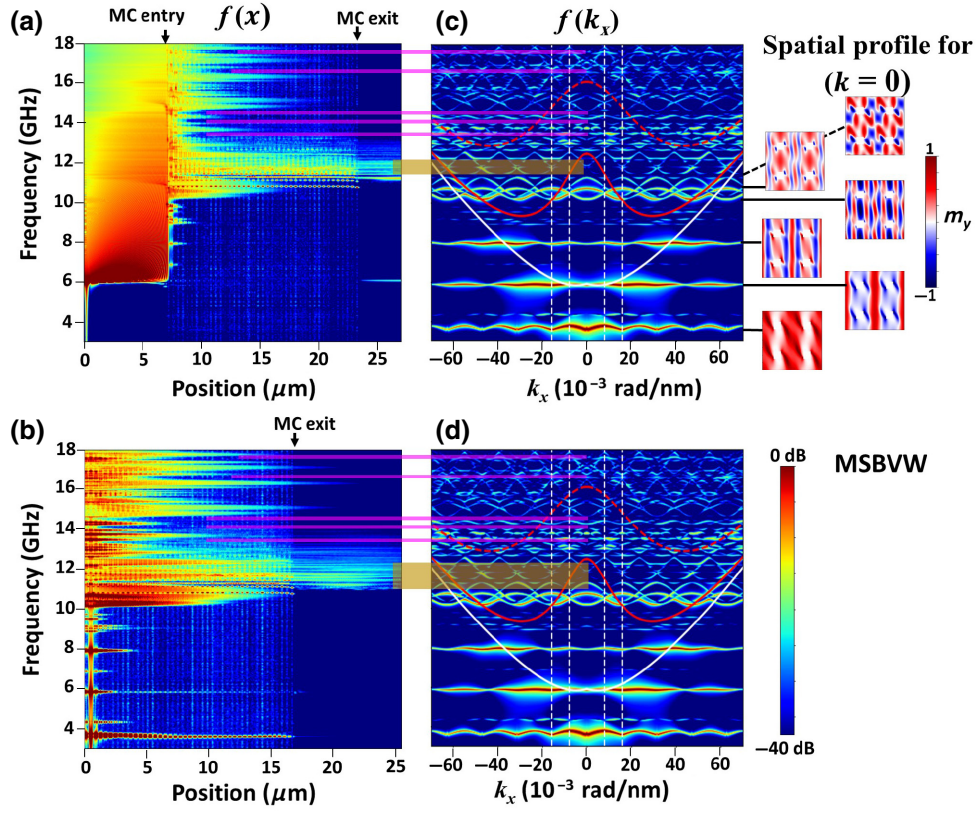 (a) MC entry f(x) MC exit (c) f(kₓ)
Spatial profile for
(k = 0)
18
16
14
12
10
8
6
4
Frequency (GHz)
0 5 10 15 20 25
Position (μm)
−60 −40 −20 0 20 40 60
kₓ (10⁻³ rad/nm)
1
m_y
−1
(b) MC exit (d)
18
16
14
12
10
8
6
4
Frequency (GHz)
0 5 10 15 20 25
Position (μm)
−60 −40 −20 0 20 40 60
kₓ (10⁻³ rad/nm)
0 dB
MSBVW
−40 dB